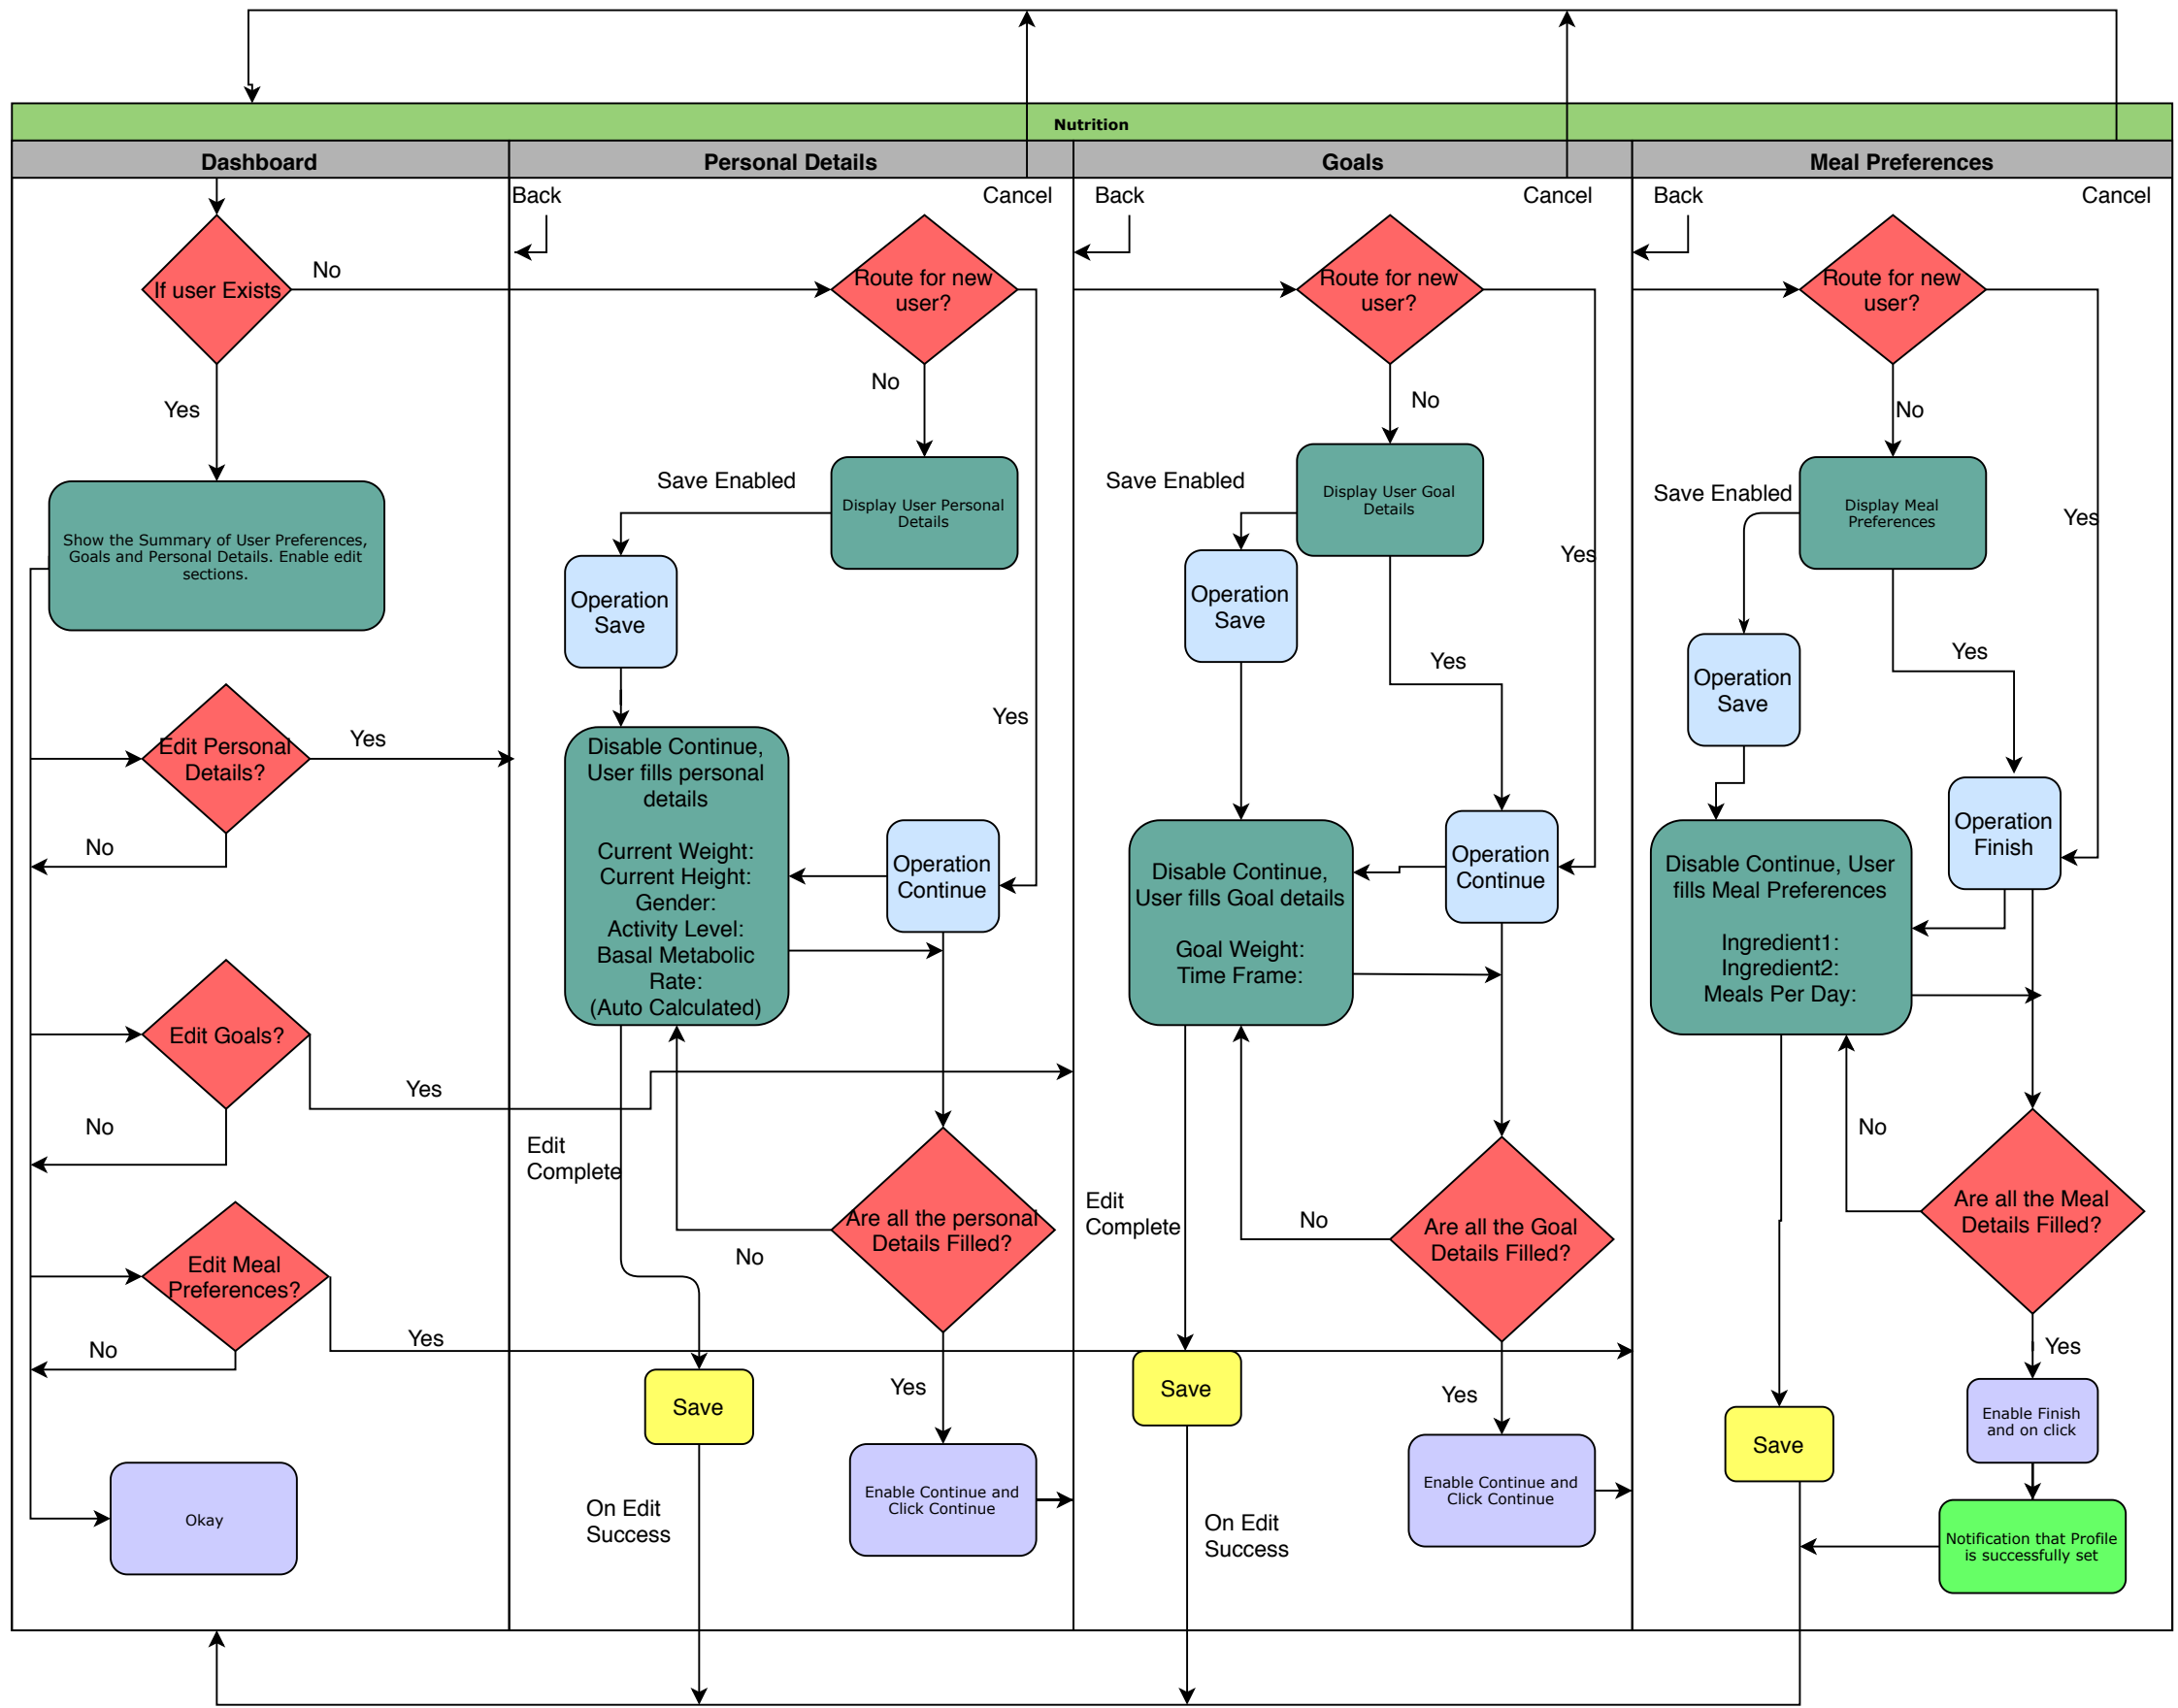 Nutrition
Dashboard
Personal Details
Goals
Meal Preferences
If user Exists
No
Yes
Show the Summary of User Preferences,
Goals and Personal Details. Enable edit
sections.
Edit Personal
Details?
Yes
No
Edit Goals?
Yes
No
Edit Meal
Preferences?
Yes
No
Okay
Back
Cancel
Route for new
user?
No
Yes
Display User Personal
Details
Save Enabled
Operation
Save
Disable Continue,
User fills personal
details
Current Weight:
Current Height:
Gender:
Activity Level:
Basal Metabolic
Rate:
(Auto Calculated)
Operation
Continue
Edit
Complete
Are all the personal
Details Filled?
No
Yes
Save
On Edit
Success
Enable Continue and
Click Continue
Back
Cancel
Route for new
user?
No
Yes
Display User Goal
Details
Save Enabled
Operation
Save
Yes
Disable Continue,
User fills Goal details
Goal Weight:
Time Frame:
Operation
Continue
Edit
Complete
Are all the Goal
Details Filled?
No
Yes
Save
On Edit
Success
Enable Continue and
Click Continue
Back
Cancel
Route for new
user?
No
Yes
Display Meal
Preferences
Save Enabled
Operation
Save
Yes
Operation
Finish
Disable Continue, User
fills Meal Preferences
Ingredient1:
Ingredient2:
Meals Per Day:
No
Are all the Meal
Details Filled?
Yes
Save
Enable Finish
and on click
Notification that Profile
is successfully set